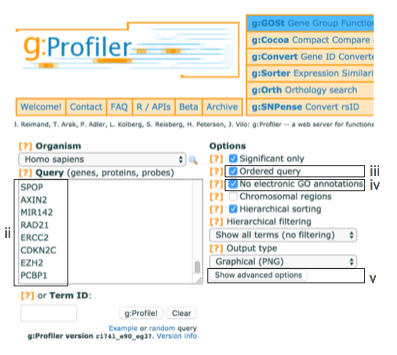 g:GOSt Gene Group Function
g:Cocoa Compact Compare
g:Convert Gene ID Converte
g:Sorter Expression Similari
g:Orth Orthology search
g:SNPense Convert rsID
g:Profiler
Welcome! Contact FAQ R / APIs Beta Archive
J. Reimand, T. Arak, P. Adler, L. Kolberg, S. Reisberg, H. Peterson, J. Vilo: g:Profiler -- a web server for functiona
[?] Organism
Homo sapiens
[?] Query (genes, proteins, probes)
SPOP
AXIN2
MIR142
RAD21
ERCC2
CDKN2C
EZH2
PCBP1
ii
[?] or Term ID:
g:Profile! Clear
Example or random query
g:Profiler version r1761_e90_eg37. Version info
Options
[?] Significant only
[?] Ordered query
iii
[?] No electronic GO annotations
iv
[?] Chromosomal regions
[?] Hierarchical sorting
[?] Hierarchical filtering
Show all terms (no filtering)
[?] Output type
Graphical (PNG)
Show advanced options
v